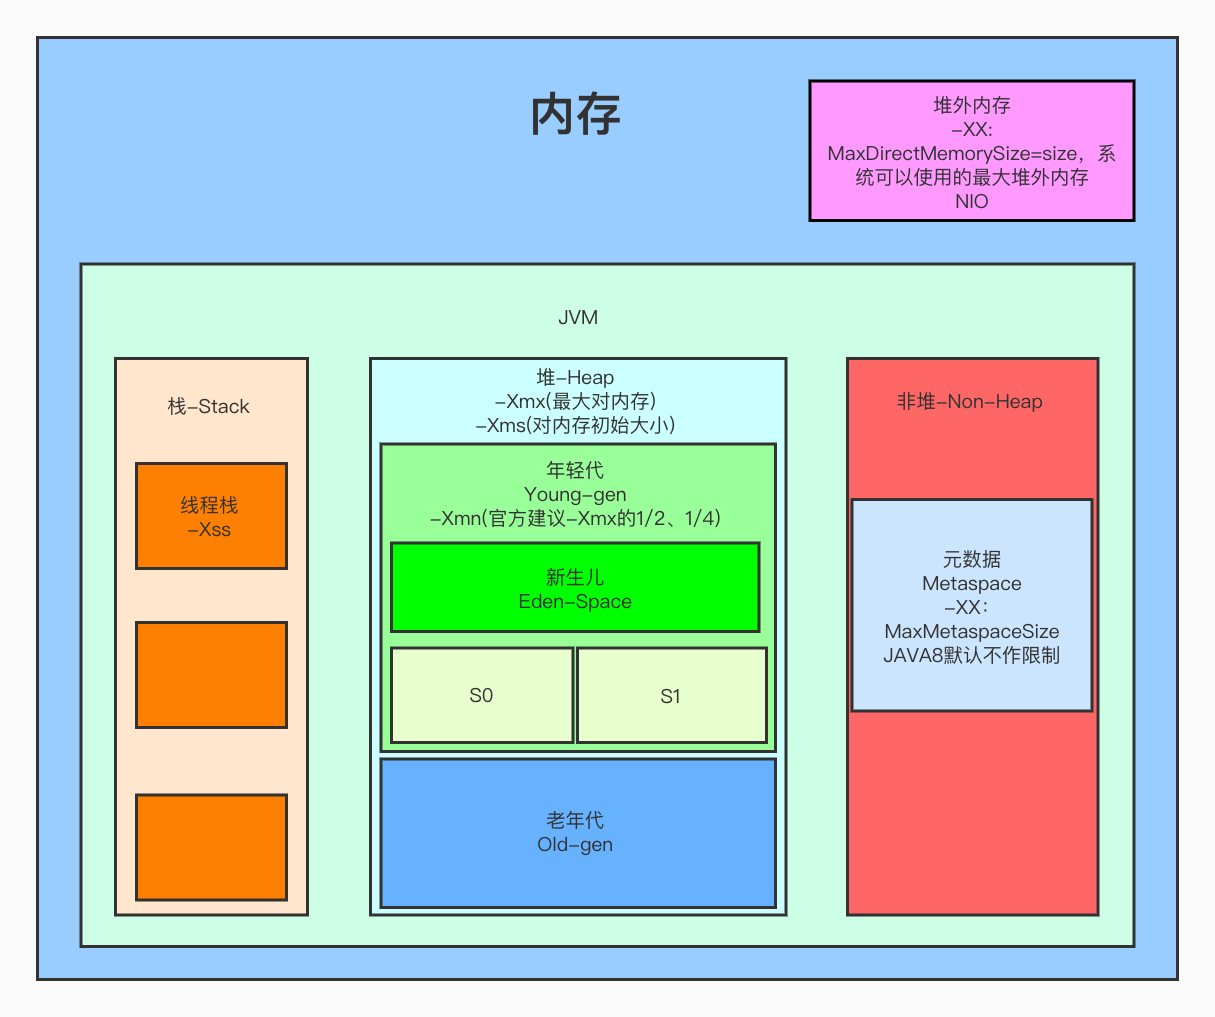 内存
堆外内存
-XX:
MaxDirectMemorySize=size，系
统可以使用的最大堆外内存
NIO
JVM
栈-Stack
线程栈
-Xss
堆-Heap
-Xmx(最大对内存)
-Xms(对内存初始大小)
年轻代
Young-gen
-Xmn(官方建议-Xmx的1/2、1/4)
新生儿
Eden-Space
S0
S1
老年代
Old-gen
非堆-Non-Heap
元数据
Metaspace
-XX：
MaxMetaspaceSize
JAVA8默认不作限制